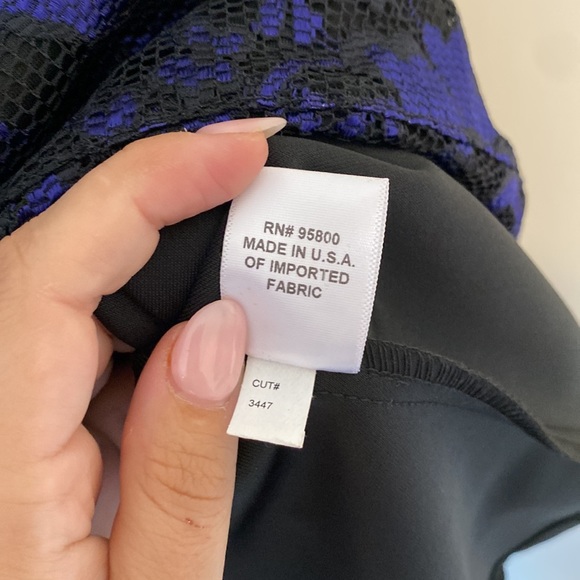 RN# 95800
MADE IN U.S.A.
OF IMPORTED
FABRIC
CUT#
3447